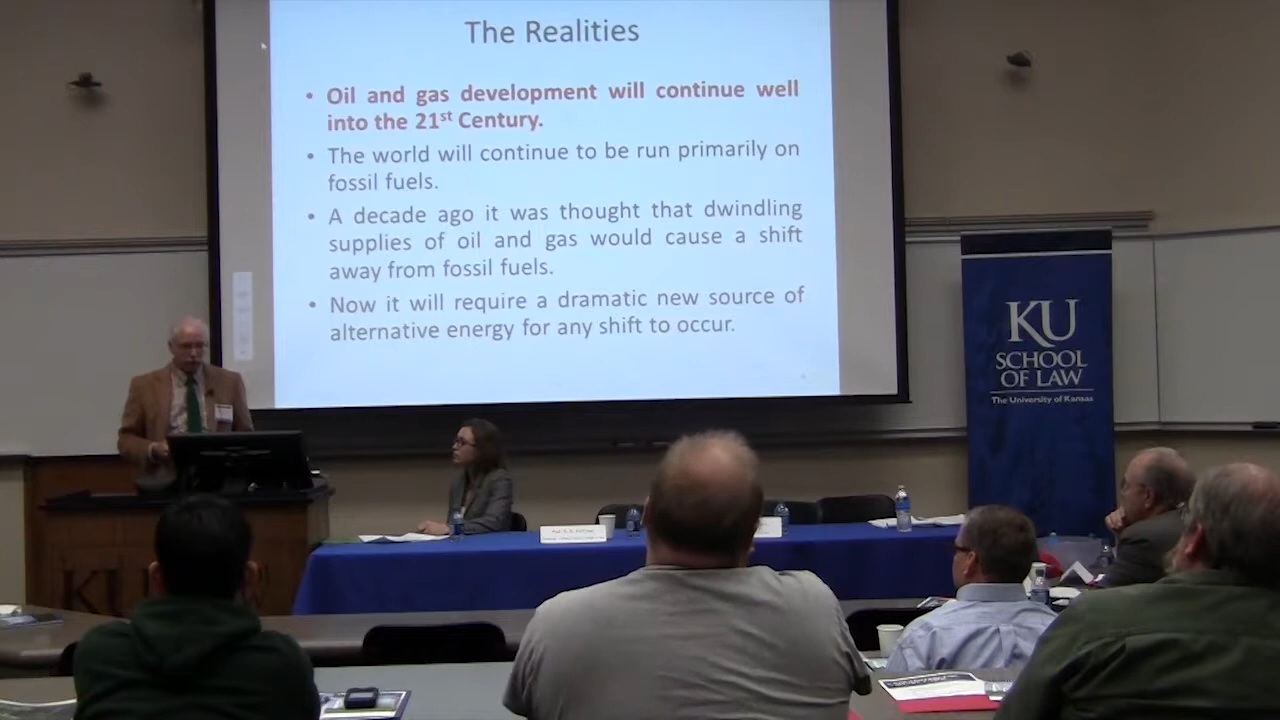 The Realities
• Oil and gas development will continue well
into the 21st Century.
• The world will continue to be run primarily on
fossil fuels.
• A decade ago it was thought that dwindling
supplies of oil and gas would cause a shift
away from fossil fuels.
• Now it will require a dramatic new source of
alternative energy for any shift to occur.
KU
SCHOOL
OF LAW
The University of Kansas
KU